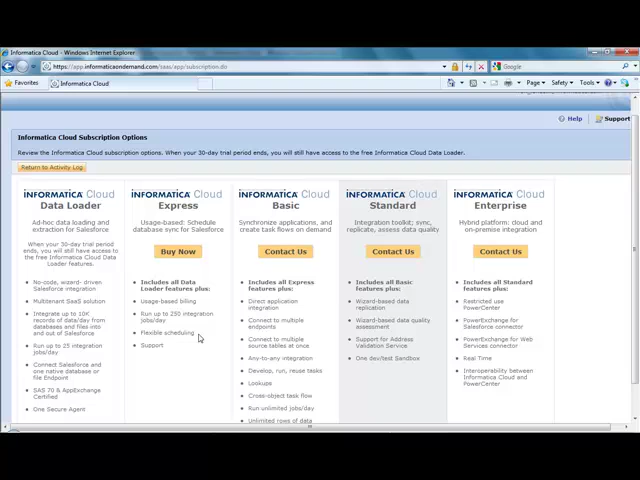 Informatica Cloud - Windows Internet Explorer
https://app.informaticaondemand.com/saas/app/subscription.do
Google
Favorites
Informatica Cloud
Page
Safety
Tools
Help
Support
Informatica Cloud Subscription Options
Review the Informatica Cloud subscription options. When your 30-day trial period ends, you will still have access to the free Informatica Cloud Data Loader.
Return to Activity Log
INFORMATICA Cloud
Data Loader
Ad-hoc data loading and
extraction for Salesforce
When your 30-day trial
period ends, you will still
have access to the free
Informatica Cloud Data
Loader features.
No-code, wizard- driven
Salesforce integration
Multitenant SaaS solution
Integrate up to 10K
records of data/day from
databases and files into
and out of Salesforce
Run up to 25 integration
jobs/day
Connect Salesforce and
one native database or
file Endpoint
SAS 70 & AppExchange
Certified
One Secure Agent
INFORMATICA Cloud
Express
Usage-based: Schedule
database sync for Salesforce
Buy Now
Includes all Data
Loader features plus:
Usage-based billing
Run up to 250 integration
jobs/day
Flexible scheduling
Support
INFORMATICA Cloud
Basic
Synchronize applications, and
create task flows on demand
Contact Us
Includes all Express
features plus:
Direct application
integration
Connect to multiple
endpoints
Connect to multiple
source tables at once
Any-to-any integration
Develop, run, reuse tasks
Lookups
Cross-object task flow
Run unlimited jobs/day
Unlimited rows of data
INFORMATICA Cloud
Standard
Integration toolkit; sync,
replicate, assess data quality
Contact Us
Includes all Basic
features plus:
Wizard-based data
replication
Wizard-based data quality
assessment
Support for Address
Validation Service
One dev/test Sandbox
INFORMATICA Cloud
Enterprise
Hybrid platform: cloud and
on-premise integration
Contact Us
Includes all Standard
features plus:
Restricted use
PowerCenter
PowerExchange for
Salesforce connector
PowerExchange for Web
Services connector
Real Time
Interoperability between
Informatica Cloud and
PowerCenter